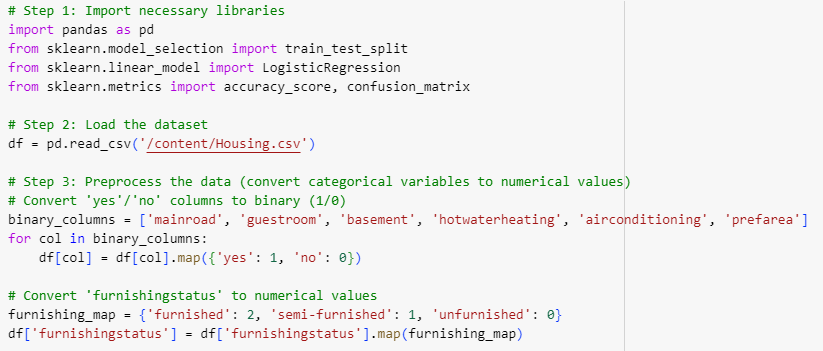 # Step 1: Import necessary libraries
import pandas as pd
from sklearn.model_selection import train_test_split
from sklearn.linear_model import LogisticRegression
from sklearn.metrics import accuracy_score, confusion_matrix
# Step 2: Load the dataset
df = pd.read_csv('/content/Housing.csv')
# Step 3: Preprocess the data (convert categorical variables to numerical values)
# Convert 'yes'/'no' columns to binary (1/0)
binary_columns = ['mainroad', 'guestroom', 'basement', 'hotwaterheating', 'airconditioning', 'prefarea']
for col in binary_columns:
    df[col] = df[col].map({'yes': 1, 'no': 0})
# Convert 'furnishingstatus' to numerical values
furnishing_map = {'furnished': 2, 'semi-furnished': 1, 'unfurnished': 0}
df['furnishingstatus'] = df['furnishingstatus'].map(furnishing_map)